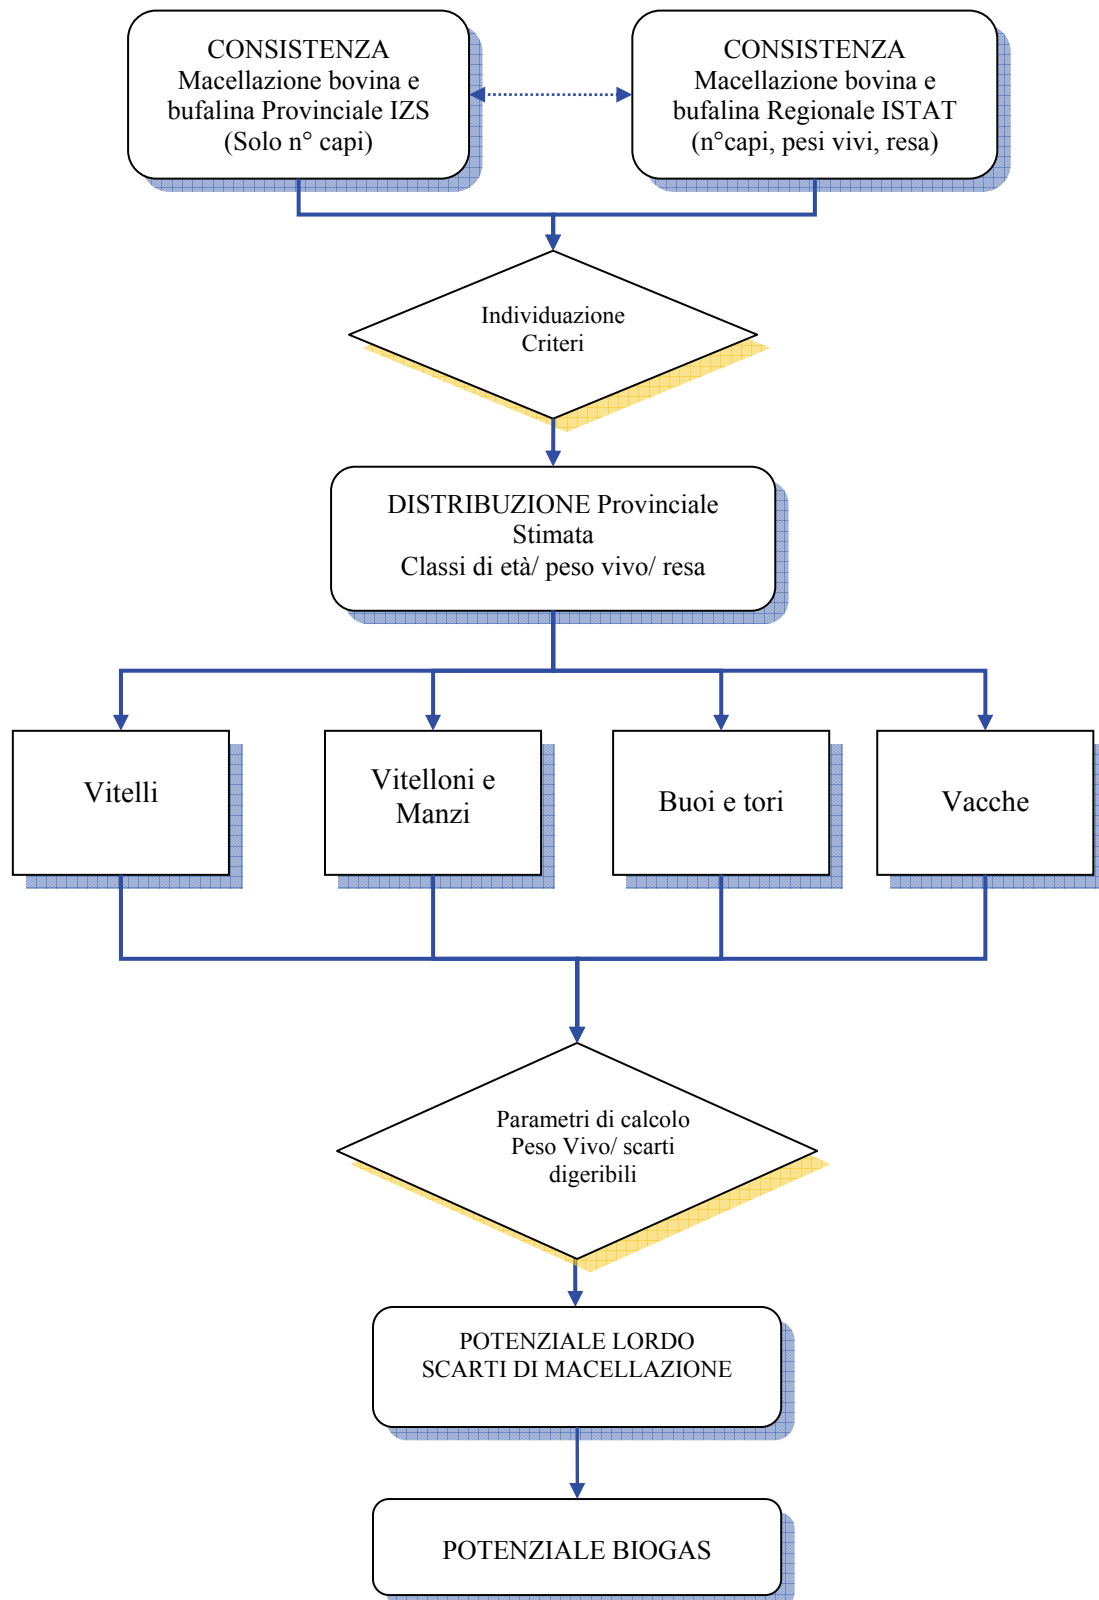 CONSISTENZA
Macellazione bovina e
bufalina Provinciale IZS
(Solo n° capi)
CONSISTENZA
Macellazione bovina e
bufalina Regionale ISTAT
(n°capi, pesi vivi, resa)
Individuazione
Criteri
DISTRIBUZIONE Provinciale
Stimata
Classi di età/ peso vivo/ resa
Vitelli
Vitelloni e
Manzi
Buoi e tori
Vacche
Parametri di calcolo
Peso Vivo/ scarti
digeribili
POTENZIALE LORDO
SCARTI DI MACELLAZIONE
POTENZIALE BIOGAS